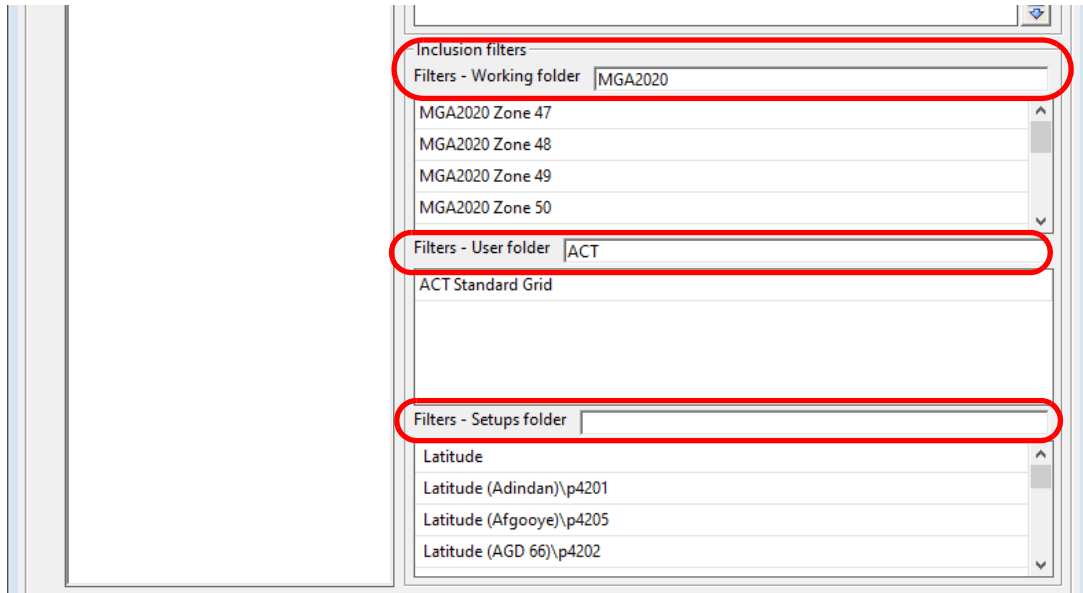 Inclusion filters
Filters - Working folder MGA2020
MGA2020 Zone 47
MGA2020 Zone 48
MGA2020 Zone 49
MGA2020 Zone 50
Filters - User folder ACT
ACT Standard Grid
Filters - Setups folder
Latitude
Latitude (Adindan)\p4201
Latitude (Afgooye)\p4205
Latitude (AGD 66)\p4202